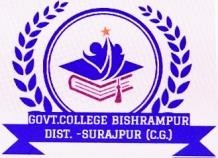 GOVT.COLLEGE BISHRAMPUR
DIST. -SURAJPUR (C.G.)